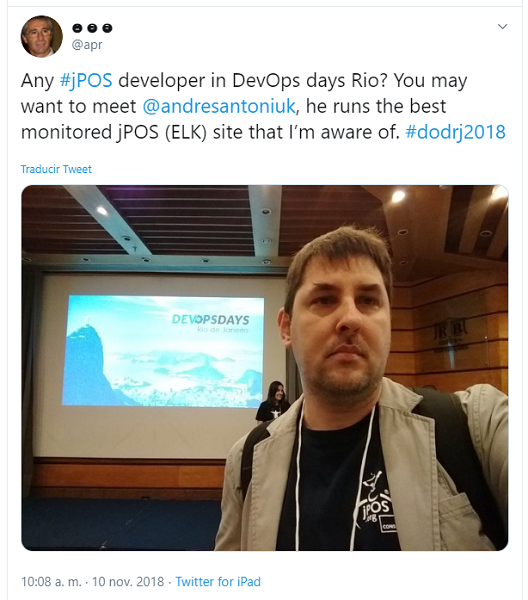 ● ● ●
@apr
Any #jPOS developer in DevOps days Rio? You may
want to meet @andresantoniuk, he runs the best
monitored jPOS (ELK) site that I’m aware of. #dodrj2018
Traducir Tweet
DEVOPSDAYS
Rio de Janeiro
jPOS
.org
CONS
10:08 a. m. · 10 nov. 2018 · Twitter for iPad